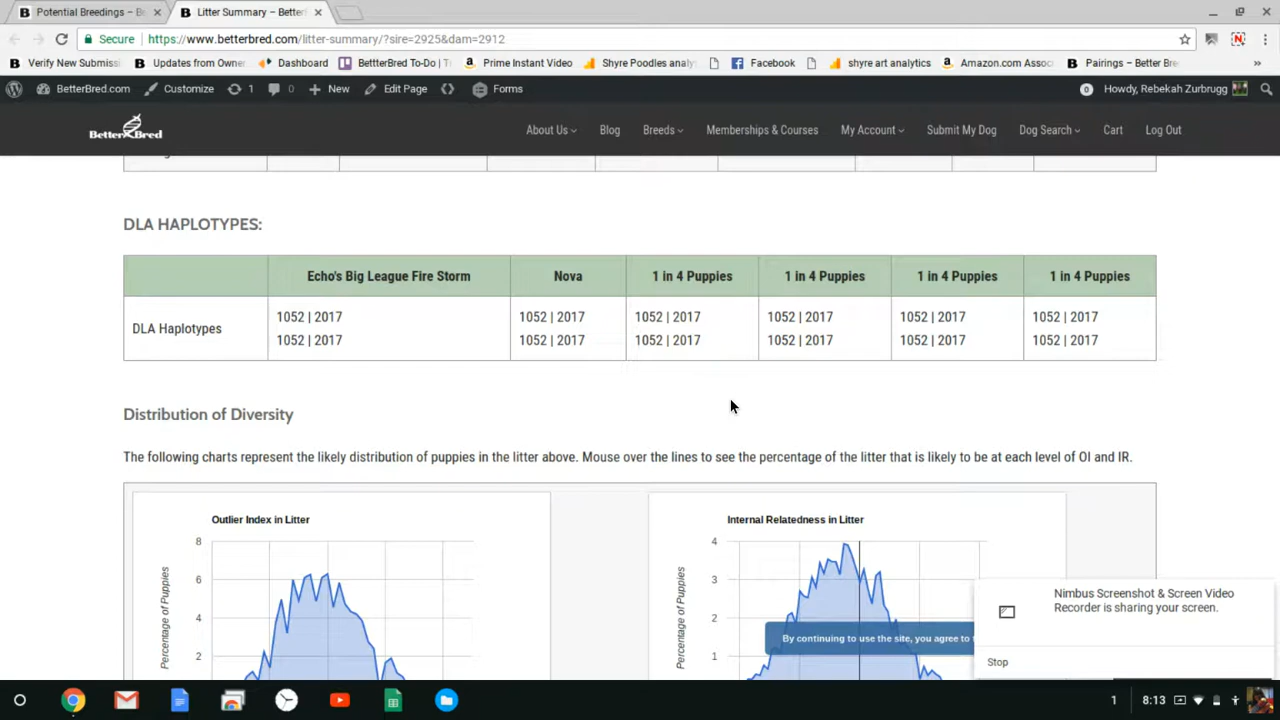 Potential Breedings – Be
Litter Summary – Better
Secure
https://www.betterbred.com/litter-summary/?sire=2925&dam=2912
Verify New Submissi
Updates from Owner
Dashboard
BettterBred To-Do | T
Prime Instant Video
Shyre Poodles analy
Facebook
shyre art analytics
Amazon.com Assoc
Pairings – Better Bre
BetterBred.com
Customize
1
0
New
Edit Page
Forms
0
Howdy, Rebekah Zurbrugg
Better Bred
About Us
Blog
Breeds
Memberships & Courses
My Account
Submit My Dog
Dog Search
Cart
Log Out
DLA HAPLOTYPES:
Echo's Big League Fire Storm
Nova
1 in 4 Puppies
1 in 4 Puppies
1 in 4 Puppies
1 in 4 Puppies
DLA Haplotypes
1052 | 2017
1052 | 2017
1052 | 2017
1052 | 2017
1052 | 2017
1052 | 2017
1052 | 2017
1052 | 2017
1052 | 2017
1052 | 2017
1052 | 2017
1052 | 2017
Distribution of Diversity
The following charts represent the likely distribution of puppies in the litter above. Mouse over the lines to see the percentage of the litter that is likely to be at each level of OI and IR.
Outlier Index in Litter
8
6
4
2
Percentage of Puppies
Internal Relatedness in Litter
4
3
2
1
Percentage of Puppies
By continuing to use the site, you agree to
Nimbus Screenshot & Screen Video
Recorder is sharing your screen.
Stop
1
8:13